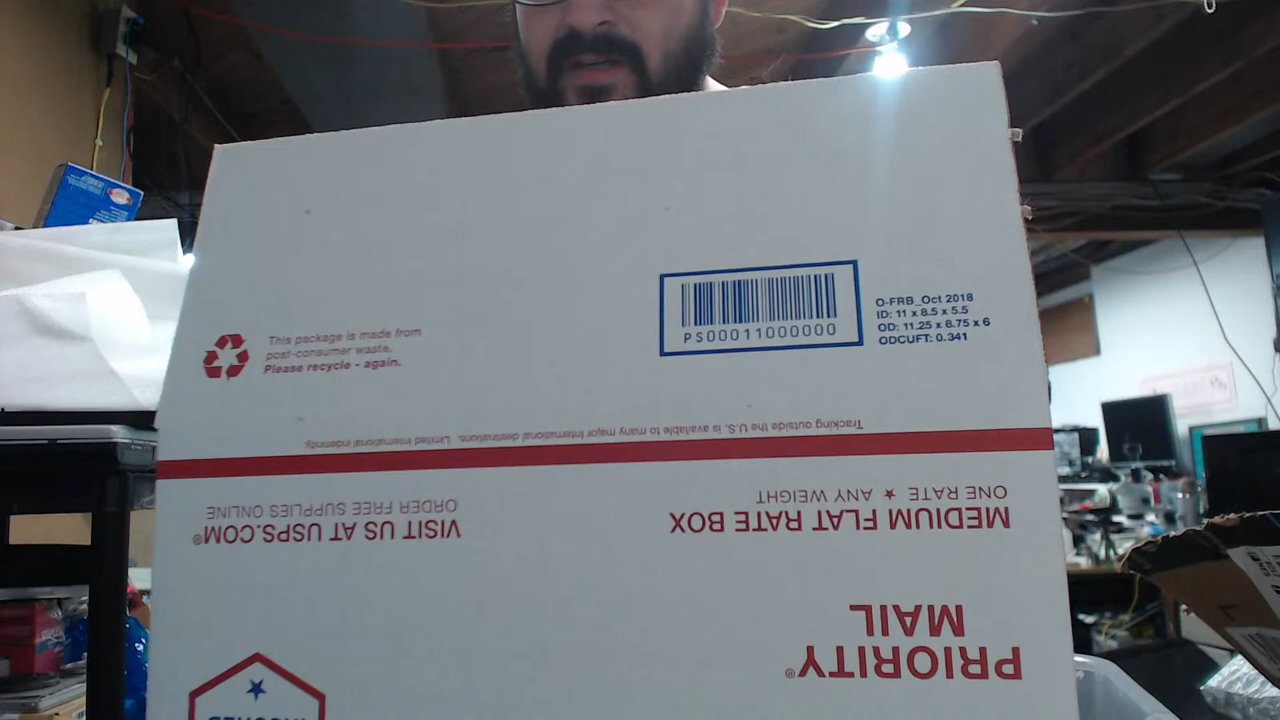 PS00011000000
O-FRB_Oct 2018
ID: 11 x 8.5 x 5.5
OD: 11.25 x 8.75 x 6
ODCUFT: 0.341
This package is made from
post-consumer waste.
Please recycle - again.
Tracking outside the U.S. is available to many major international destinations. Limited international indemnity.
VISIT US AT USPS.COM®
ORDER FREE SUPPLIES ONLINE
MEDIUM FLAT RATE BOX
ONE RATE ★ ANY WEIGHT
PRIORITY®
MAIL